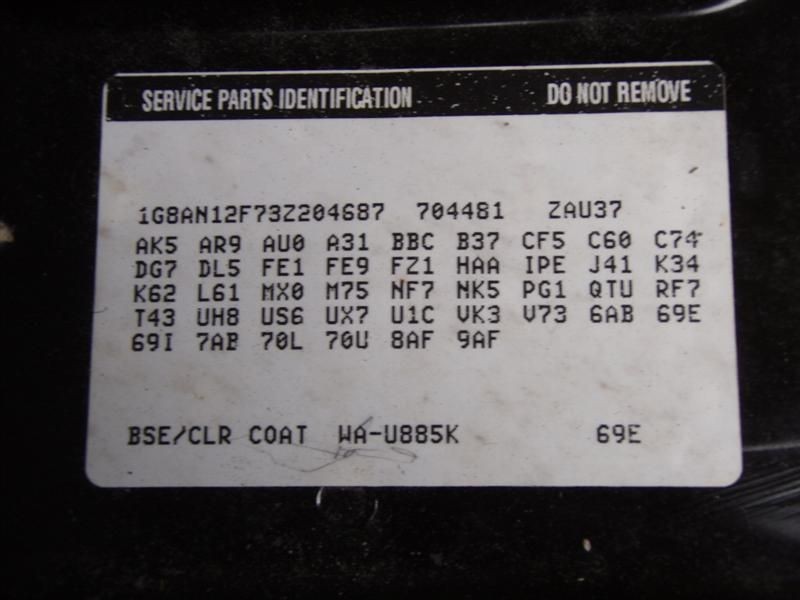 SERVICE PARTS IDENTIFICATION DO NOT REMOVE
1G8AN12F73Z204687 704481 ZAU37
AK5 AR9 AU0 A31 BBC B37 CF5 C60 C74
DG7 DL5 FE1 FE9 FZ1 HAA IPE J41 K34
K62 L61 MX0 M75 NF7 NK5 PG1 QTU RF7
T43 UH8 US6 UX7 U1C VK3 V73 6AB 69E
69I 7AB 70L 70U 8AF 9AF
BSE/CLR COAT WA-U885K 69E